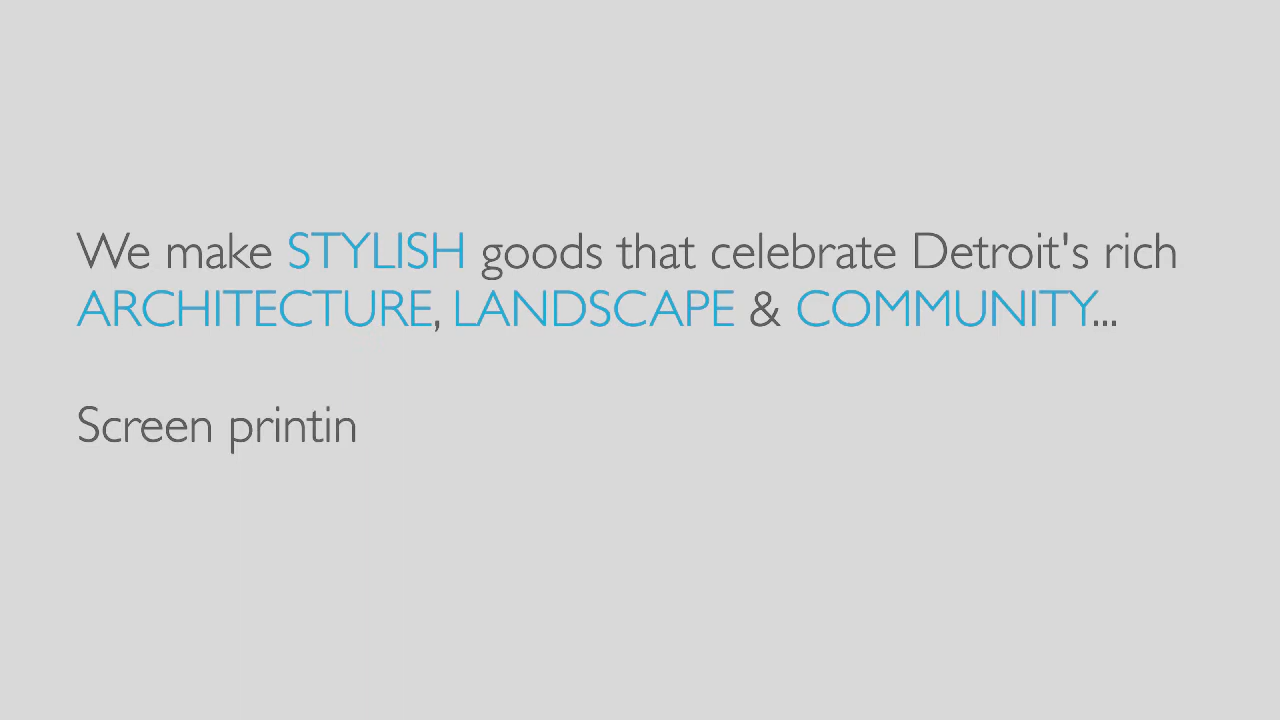 We make STYLISH goods that celebrate Detroit's rich
ARCHITECTURE, LANDSCAPE & COMMUNITY...
Screen printin